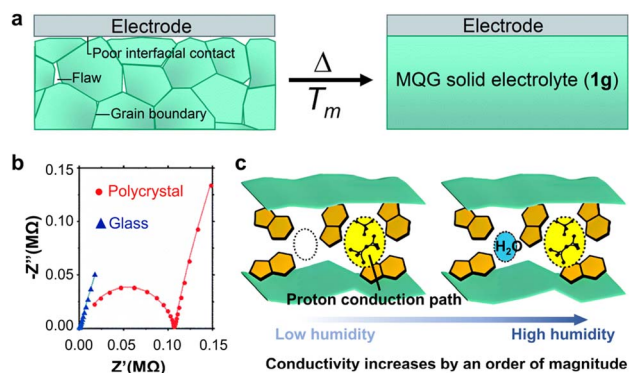 a
Electrode
Poor interfacial contact
Flaw
Grain boundary
Δ
Tm
Electrode
MQG solid electrolyte (1g)
b
-Z''(MΩ)
0.15
0.10
0.05
0.00
Polycrystal
Glass
0.00
0.05
0.10
0.15
Z'(MΩ)
c
H2O
Proton conduction path
Low humidity
High humidity
Conductivity increases by an order of magnitude